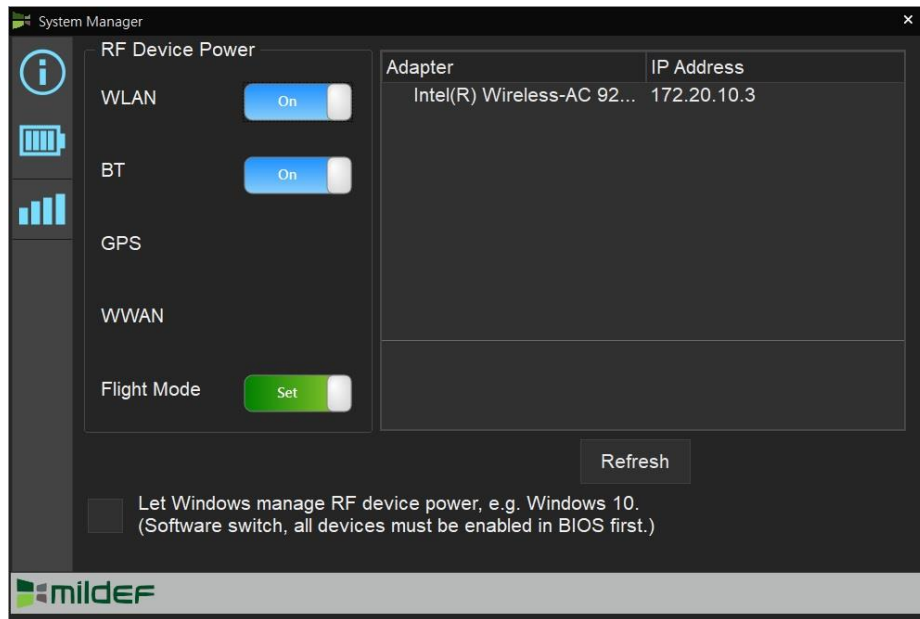 System Manager
RF Device Power
WLAN On
BT On
GPS
WWAN
Flight Mode Set
Adapter IP Address
Intel(R) Wireless-AC 92... 172.20.10.3
Refresh
Let Windows manage RF device power, e.g. Windows 10.
(Software switch, all devices must be enabled in BIOS first.)
mildef